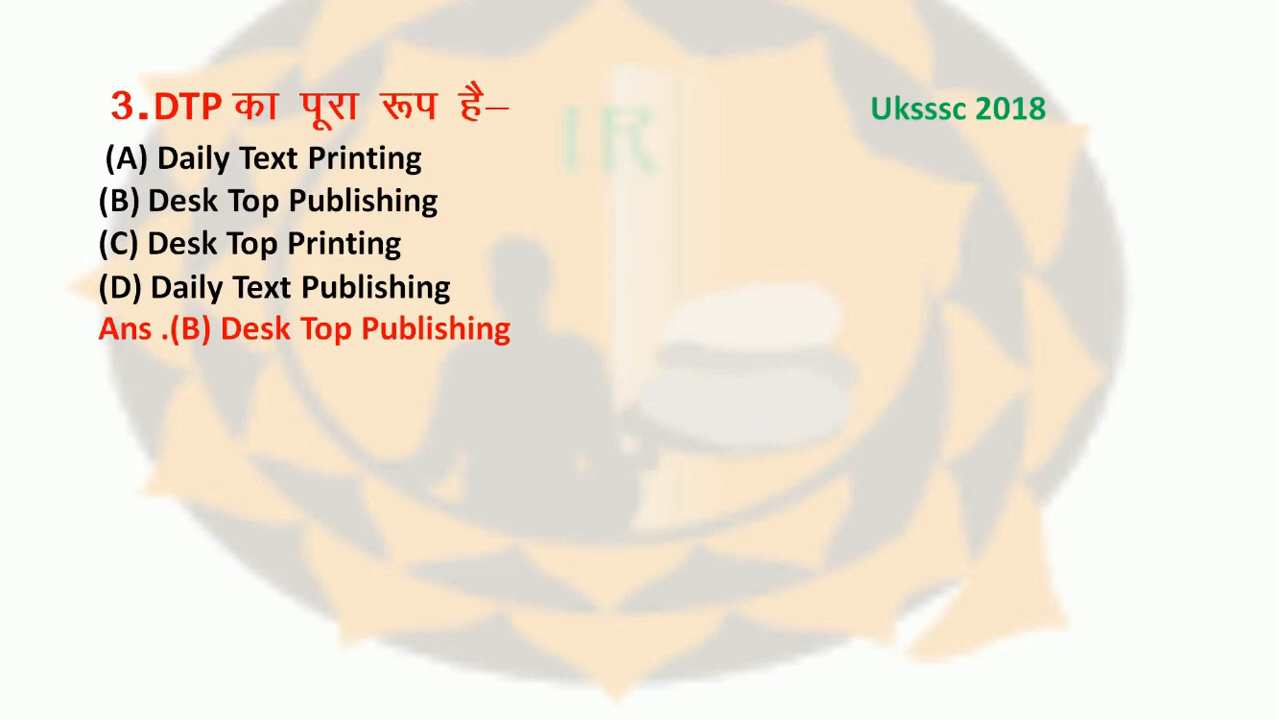 3.DTP का पूरा रूप है– Uksssc 2018
(A) Daily Text Printing
(B) Desk Top Publishing
(C) Desk Top Printing
(D) Daily Text Publishing
Ans .(B) Desk Top Publishing
IR